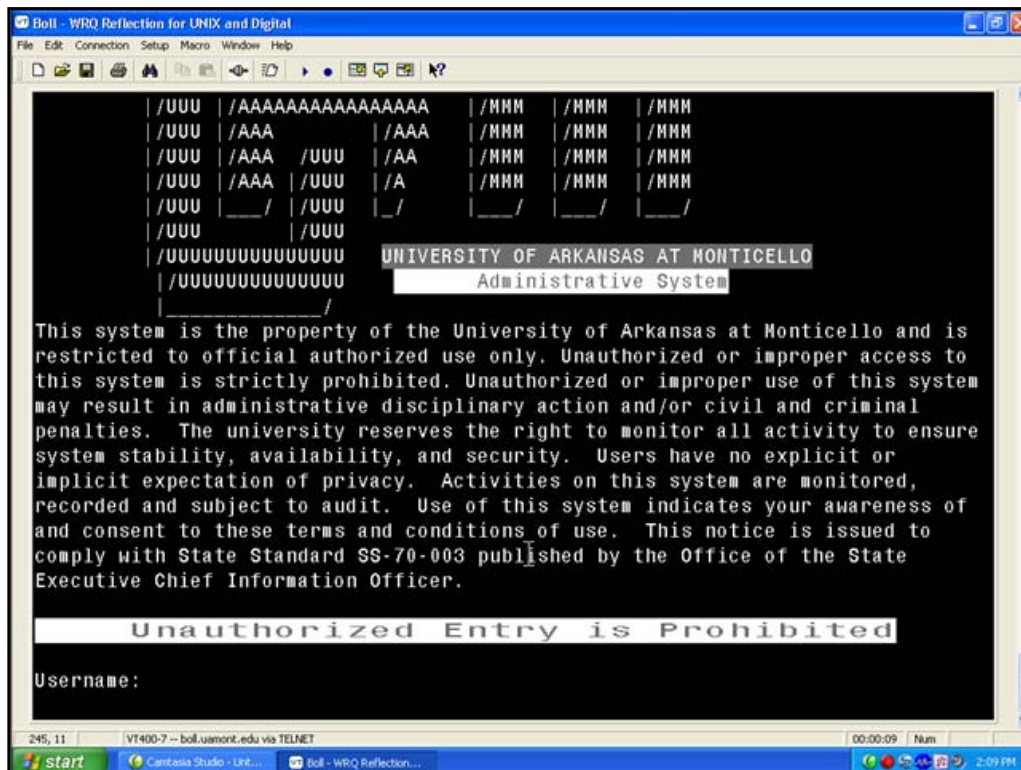 Boll - WRQ Reflection for UNIX and Digital
File Edit Connection Setup Macro Window Help
|/UUU |/AAAAAAAAAAAAAAAA |/MMM |/MMM |/MMM
|/UUU |/AAA |/AAA |/MMM |/MMM |/MMM
|/UUU |/AAA /UUU |/AA |/MMM |/MMM |/MMM
|/UUU |/AAA |/UUU |/A |/MMM |/MMM |/MMM
|/UUU |___/ |/UUU |_/ |___/ |___/ |___/
|/UUU |/UUU
|/UUUUUUUUUUUUUUU UNIVERSITY OF ARKANSAS AT MONTICELLO
|/UUUUUUUUUUUUUU Administrative System
|_____________/
This system is the property of the University of Arkansas at Monticello and is
restricted to official authorized use only. Unauthorized or improper access to
this system is strictly prohibited. Unauthorized or improper use of this system
may result in administrative disciplinary action and/or civil and criminal
penalties. The university reserves the right to monitor all activity to ensure
system stability, availability, and security. Users have no explicit or
implicit expectation of privacy. Activities on this system are monitored,
recorded and subject to audit. Use of this system indicates your awareness of
and consent to these terms and conditions of use. This notice is issued to
comply with State Standard SS-70-003 published by the Office of the State
Executive Chief Information Officer.
Unauthorized Entry is Prohibited
Username:
245, 11 VT400-7 -- boll.uamont.edu via TELNET 00:00:09 Num
start Camtasia Studio - Unt... Boll - WRQ Reflection... 2:09 PM